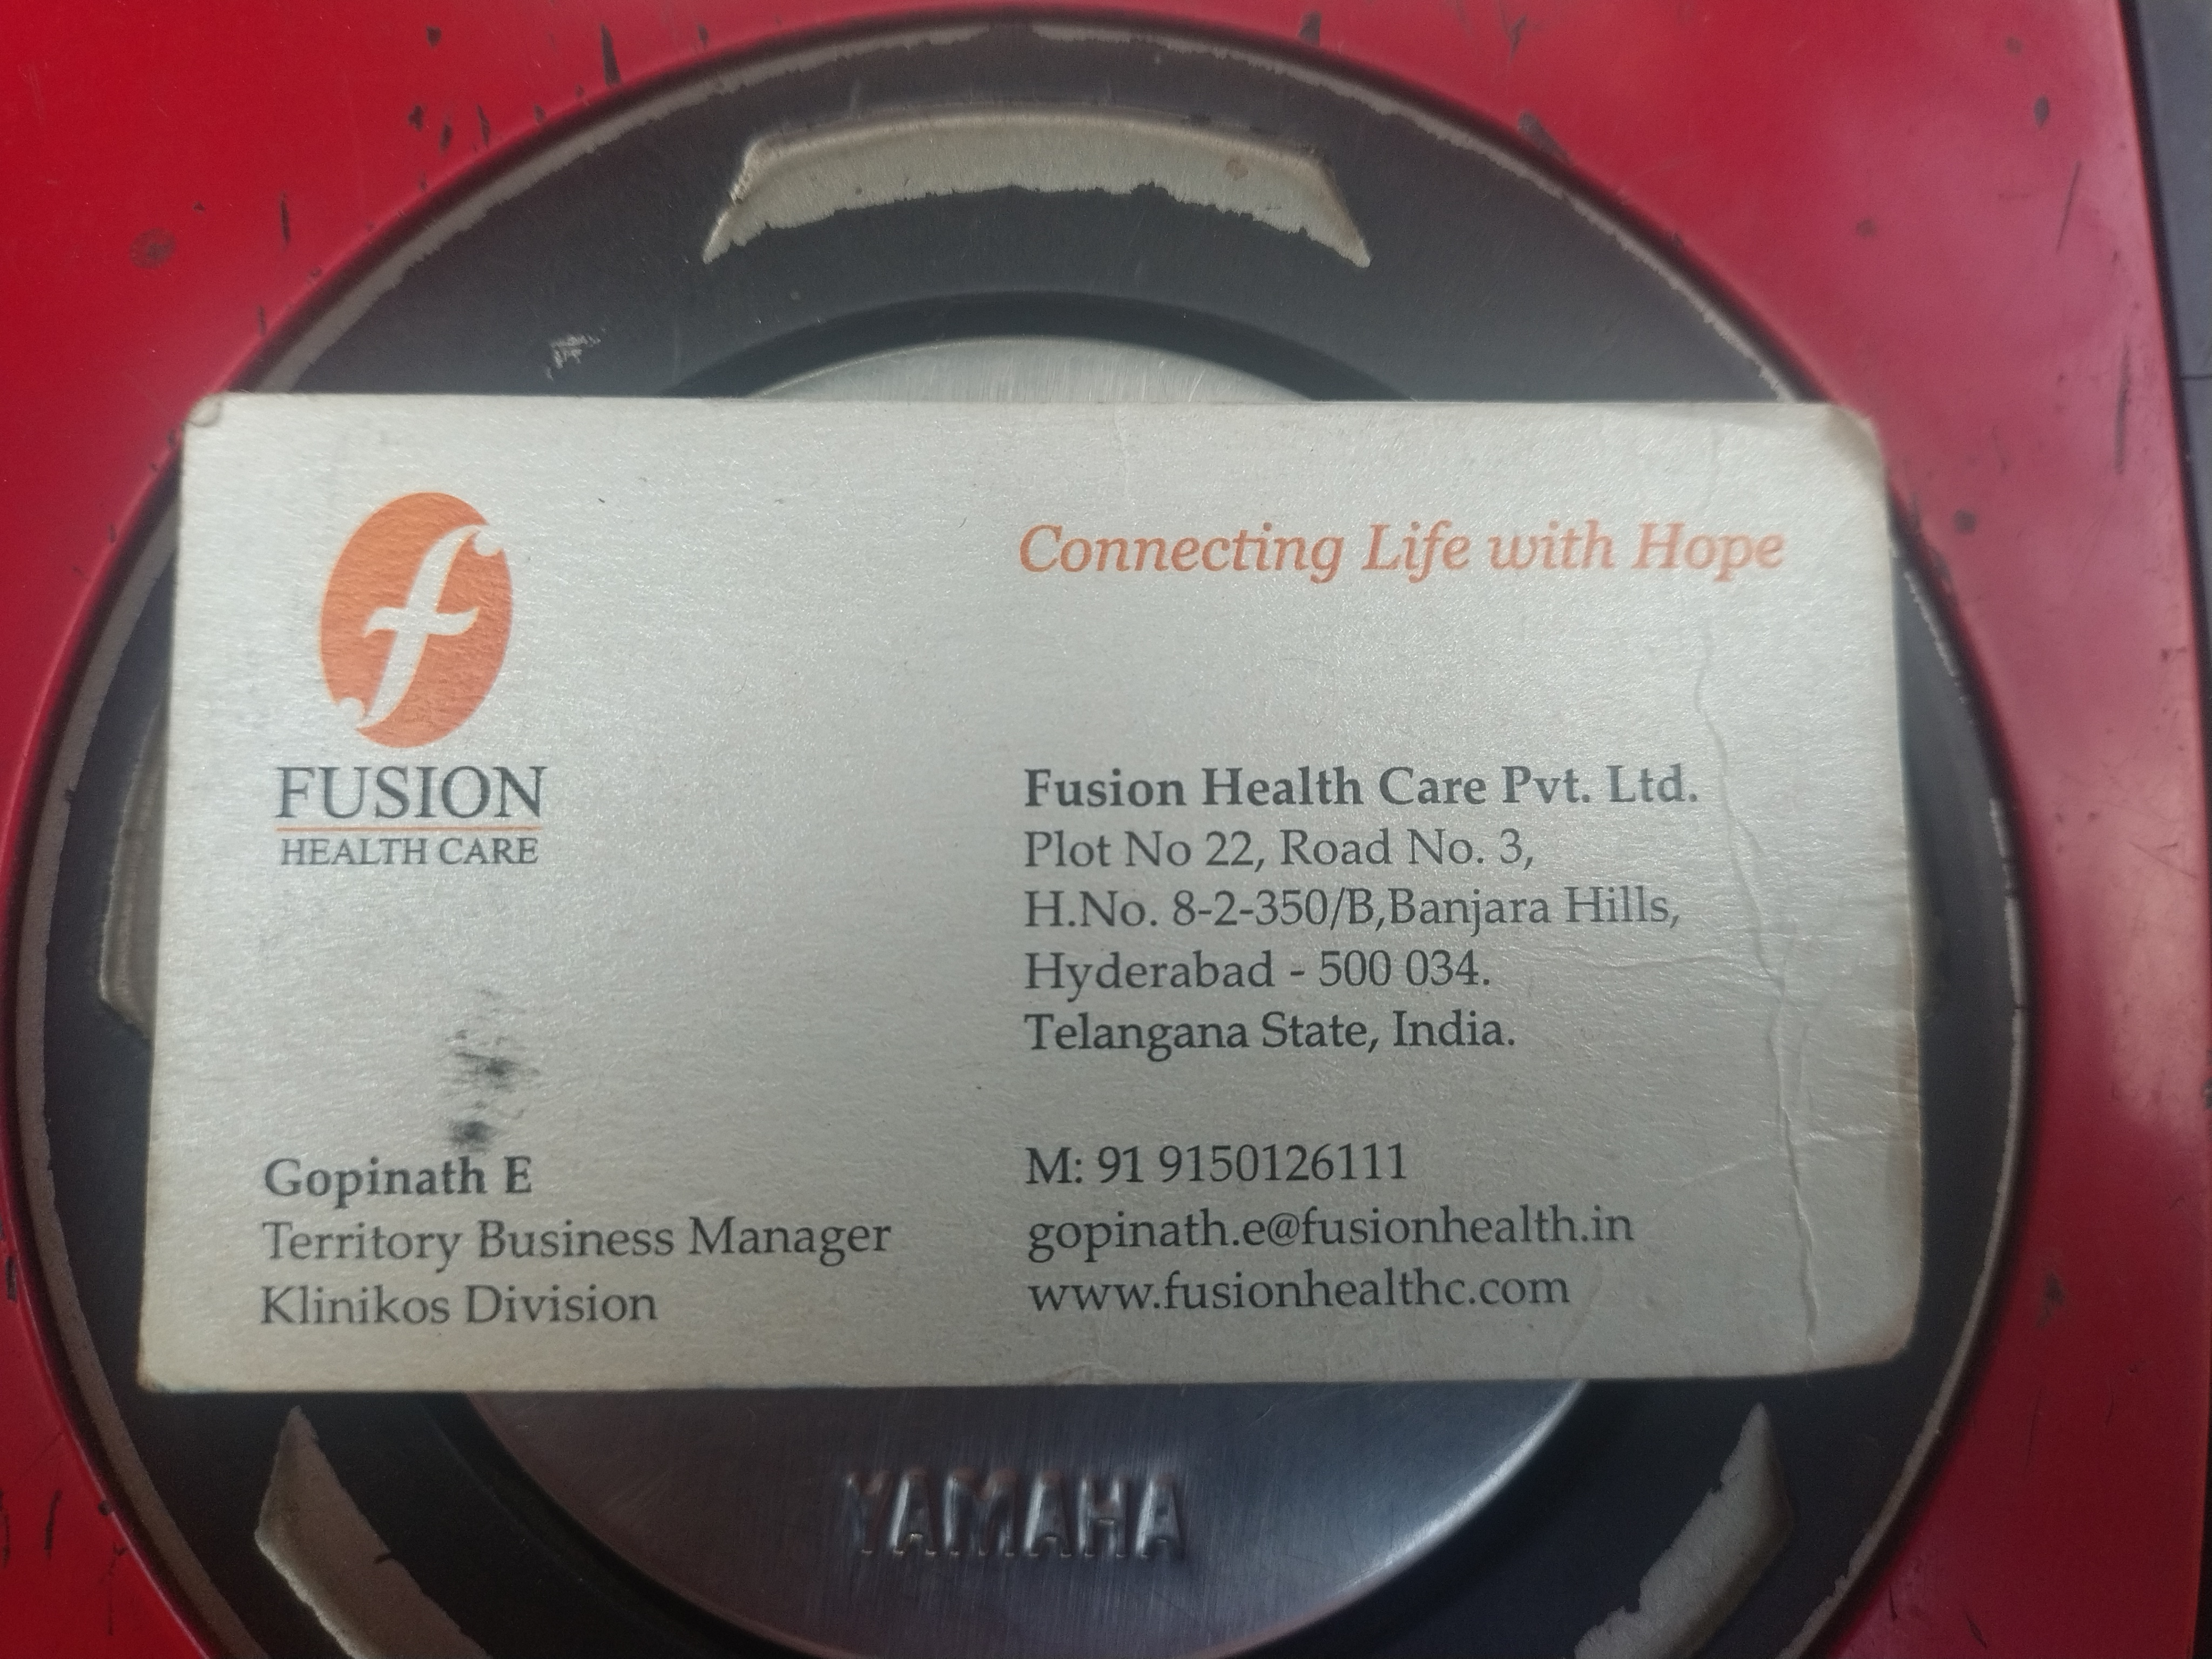 FUSION
HEALTH CARE
Connecting Life with Hope
Fusion Health Care Pvt. Ltd.
Plot No 22, Road No. 3,
H.No. 8-2-350/B,Banjara Hills,
Hyderabad - 500 034.
Telangana State, India.
Gopinath E
Territory Business Manager
Klinikos Division
M: 91 9150126111
gopinath.e@fusionhealth.in
www.fusionhealthc.com
YAMAHA